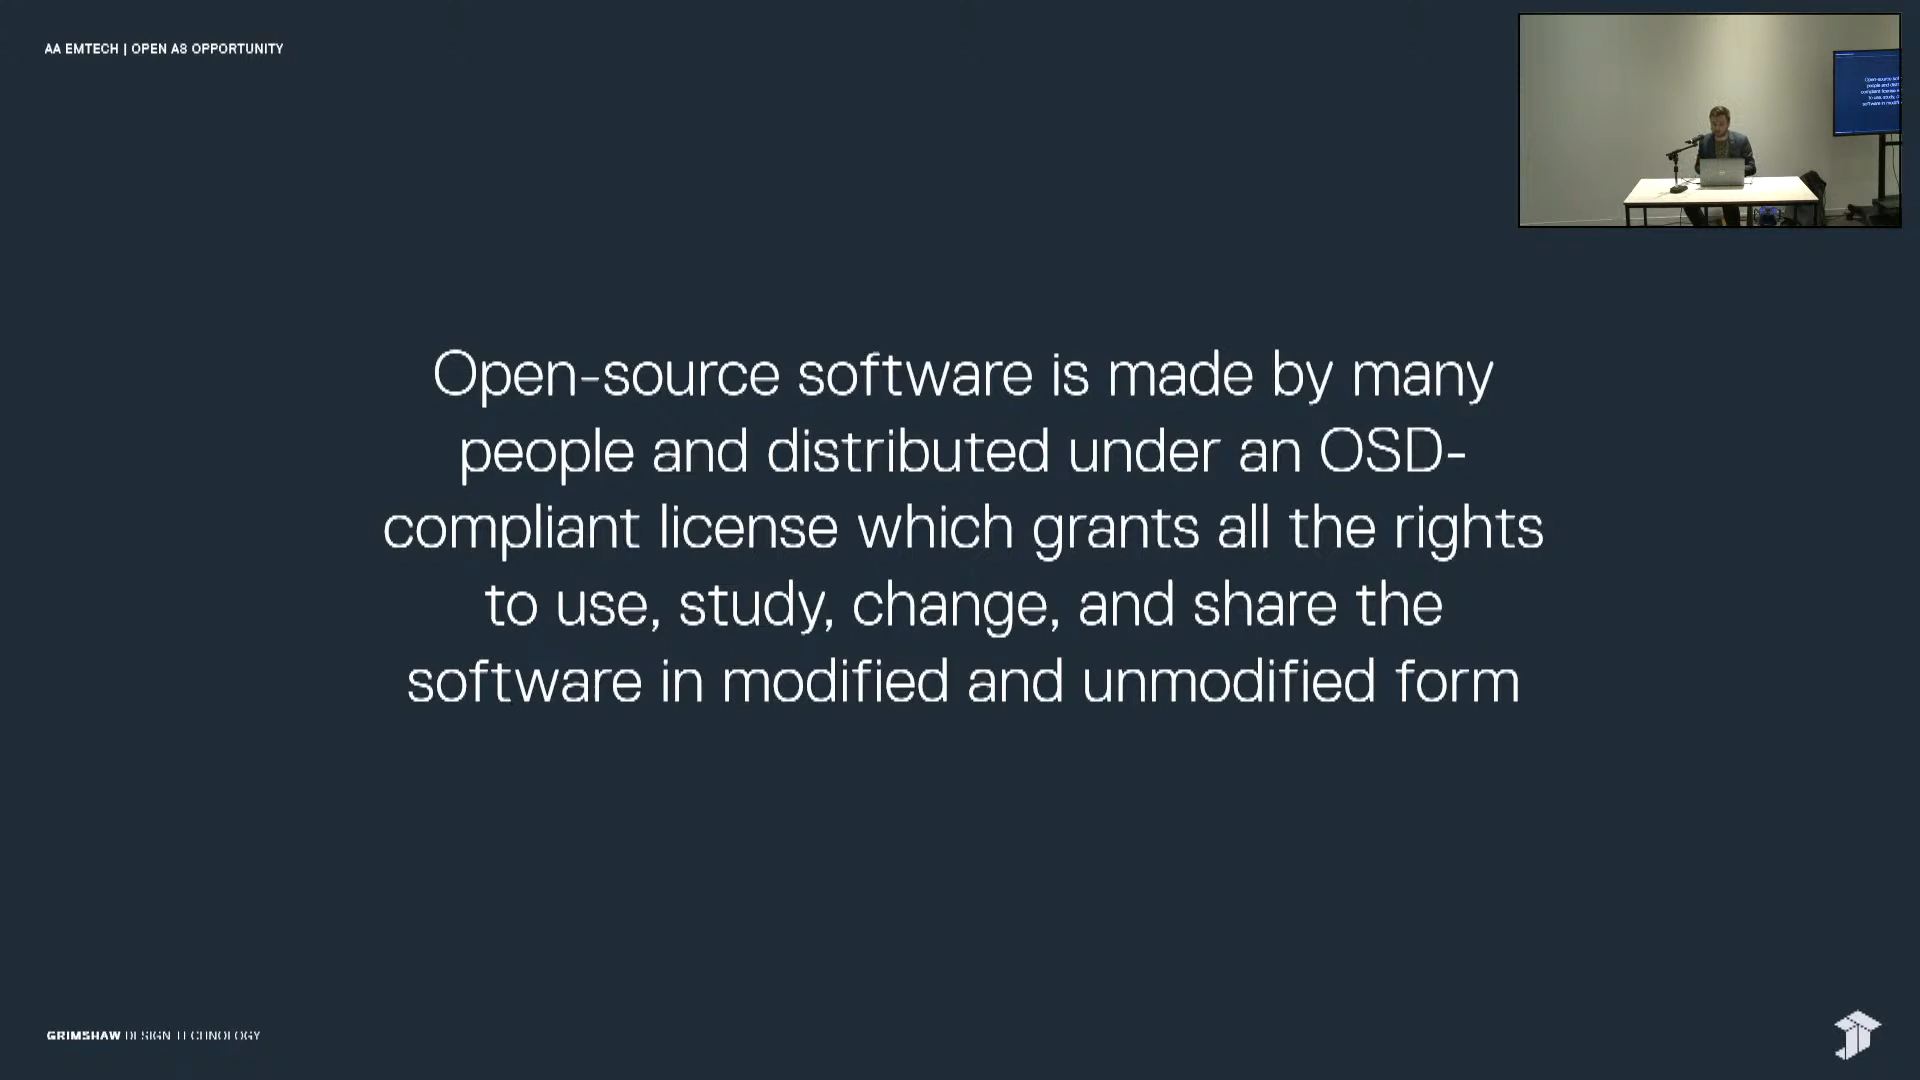 AA EMTECH | OPEN AS OPPORTUNITY
Open-source software is made by many
people and distributed under an OSD-
compliant license which grants all the rights
to use, study, change, and share the
software in modified and unmodified form
GRIMSHAW DESIGN TECHNOLOGY